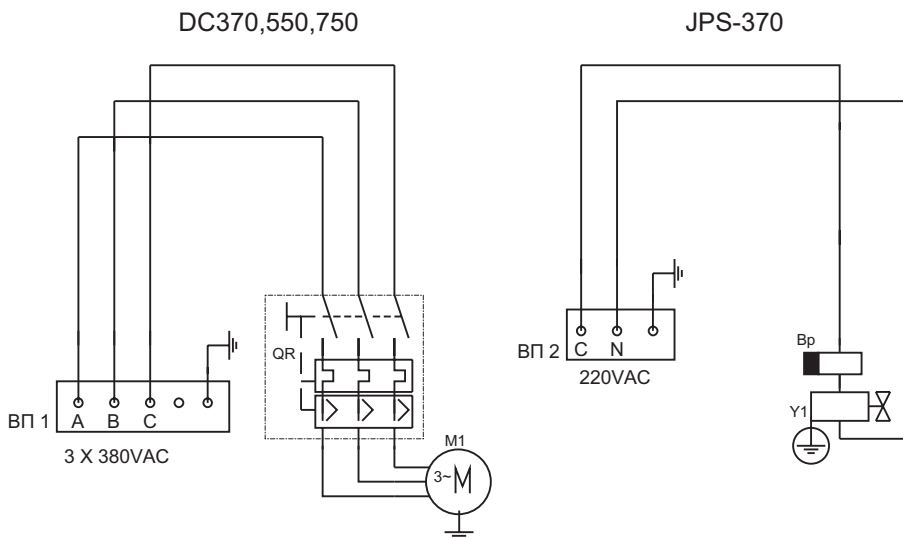 DC370,550,750
JPS-370
QR
ВП 1
A B C
3 X 380VAC
M1
3~ M
ВП 2
C N
220VAC
Bp
Y1